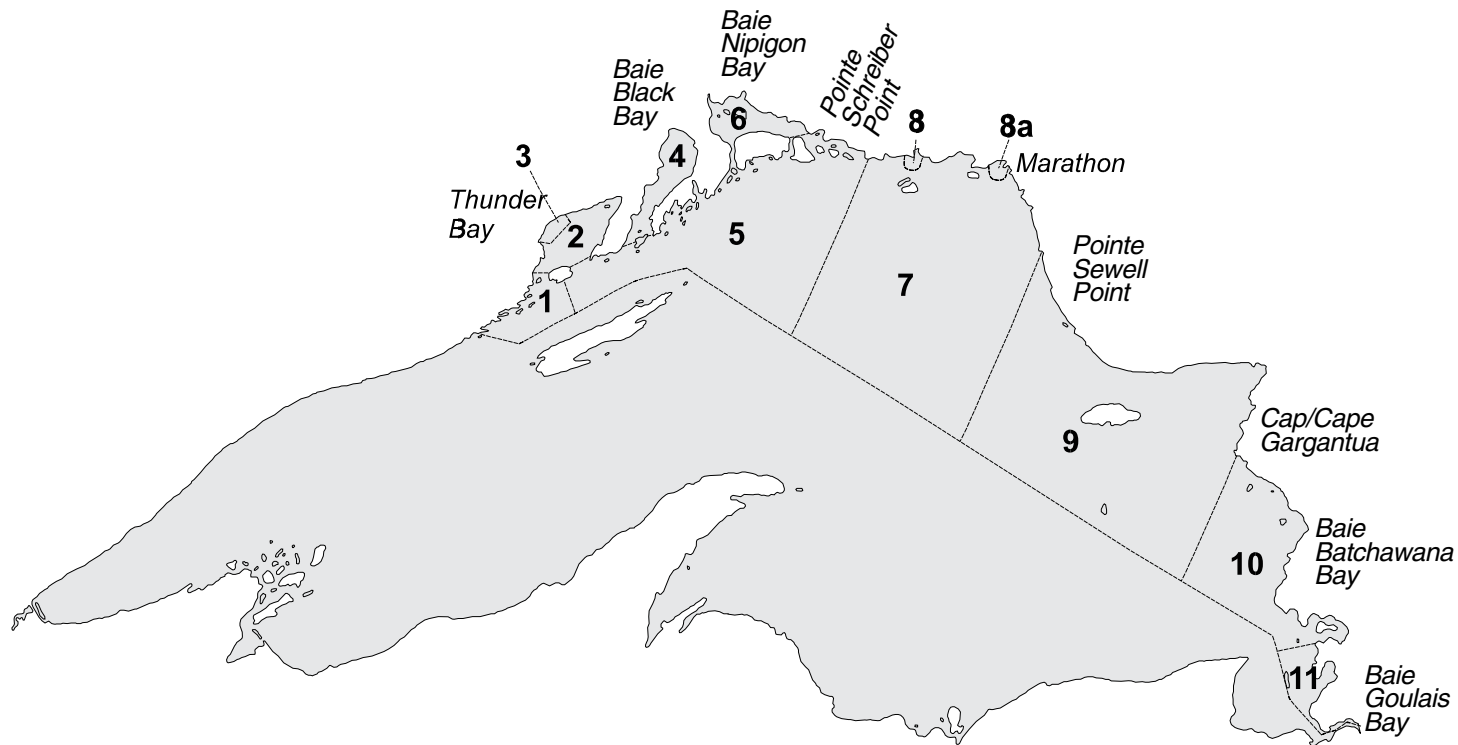 Baie
Nipigon
Bay
Baie
Black
Bay
Pointe
Schreiber
Point
6
8
8a
Marathon
3
4
Thunder
Bay
3
2
5
Pointe
Sewell
Point
7
1
Cap/Cape
Gargantua
9
Baie
Batchawana
Bay
10
11
Baie
Goulais
Bay